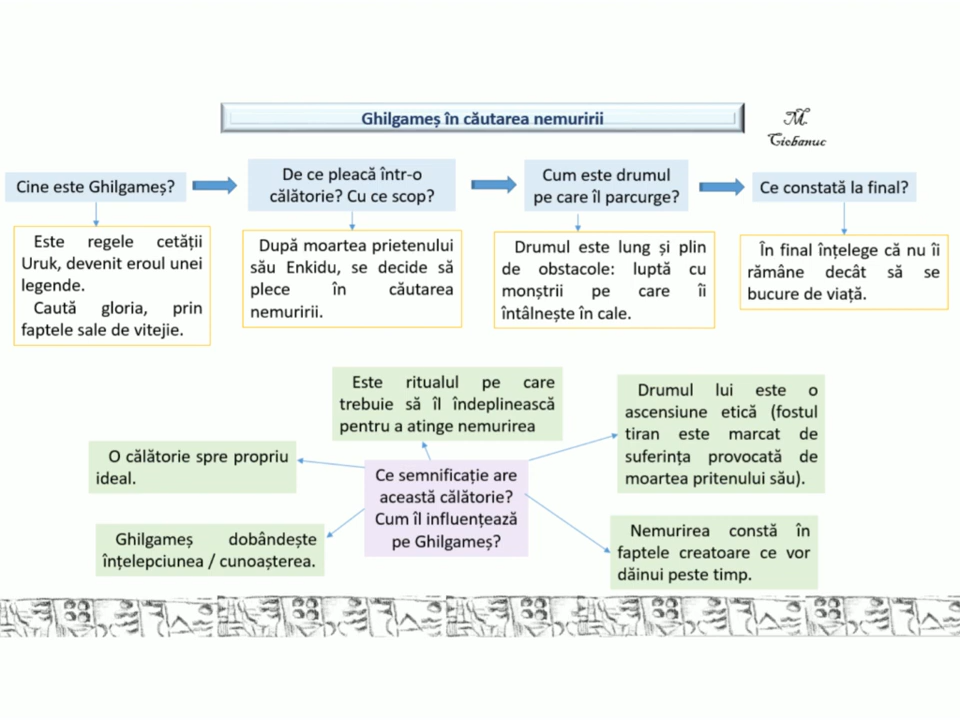 Ghilgameș în căutarea nemuririi
M.
Ciobanuc
Cine este Ghilgameș?
De ce pleacă într-o
călătorie? Cu ce scop?
Cum este drumul
pe care îl parcurge?
Ce constată la final?
Este regele cetății
Uruk, devenit eroul unei
legende.
Caută gloria, prin
faptele sale de vitejie.
După moartea prietenului
său Enkidu, se decide să
plece în căutarea
nemuririi.
Drumul este lung și plin
de obstacole: luptă cu
monștrii pe care îi
întâlnește în cale.
În final înțelege că nu îi
rămâne decât să se
bucure de viață.
Este ritualul pe care
trebuie să îl îndeplinească
pentru a atinge nemurirea
Drumul lui este o
ascensiune etică (fostul
tiran este marcat de
suferința provocată de
moartea pritenului său).
O călătorie spre propriu
ideal.
Ce semnificație are
această călătorie?
Cum îl influențează
pe Ghilgameș?
Ghilgameș dobândește
înțelepciunea / cunoașterea.
Nemurirea constă în
faptele creatoare ce vor
dăinui peste timp.